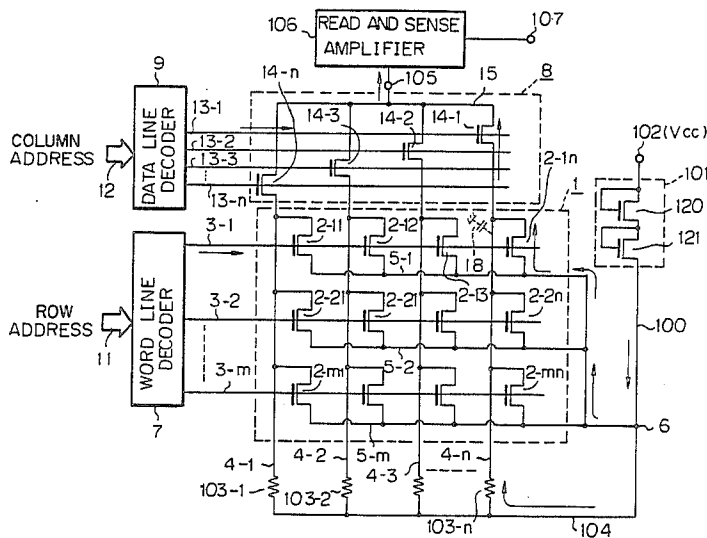 106
READ AND SENSE
AMPLIFIER
107
105
9
14-n
15
8
13-1
14-3
14-2
14-1
COLUMN
ADDRESS
12
DATA LINE
DECODER
13-2
13-3
13-n
102(Vcc)
101
120
121
1
2-1n
3-1
2-11
2-12
18
5-1
2-13
ROW
ADDRESS
11
WORD LINE
DECODER
7
3-2
2-21
2-21
2-2n
100
5-2
3-m
2-m1
2-mn
6
5-m
4-1
4-2
4-3
4-n
103-1
103-2
103-n
104